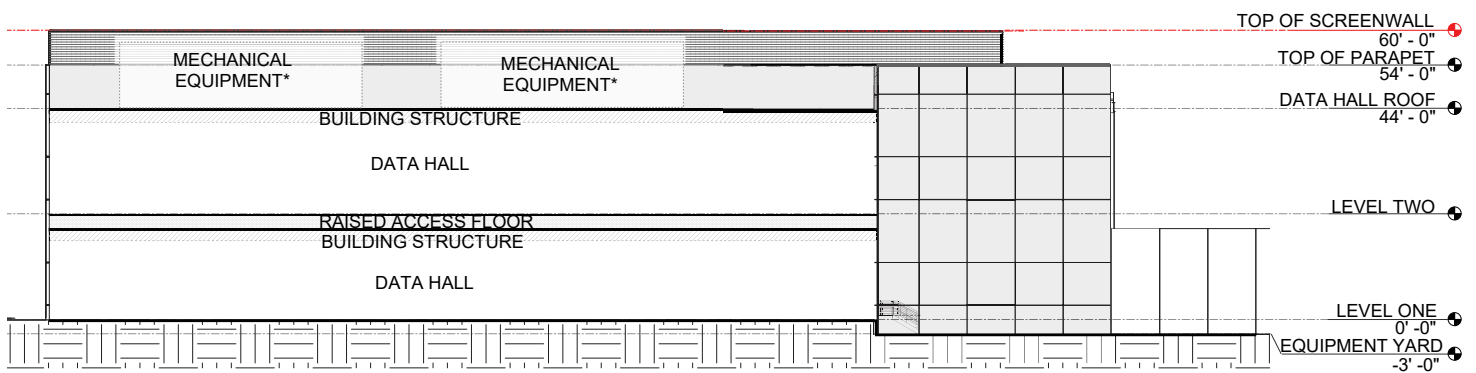 TOP OF SCREENWALL
60' - 0"
MECHANICAL
EQUIPMENT*
MECHANICAL
EQUIPMENT*
TOP OF PARAPET
54' - 0"
DATA HALL ROOF
44' - 0"
BUILDING STRUCTURE
DATA HALL
LEVEL TWO
RAISED ACCESS FLOOR
BUILDING STRUCTURE
DATA HALL
LEVEL ONE
0' -0"
EQUIPMENT YARD
-3' -0"